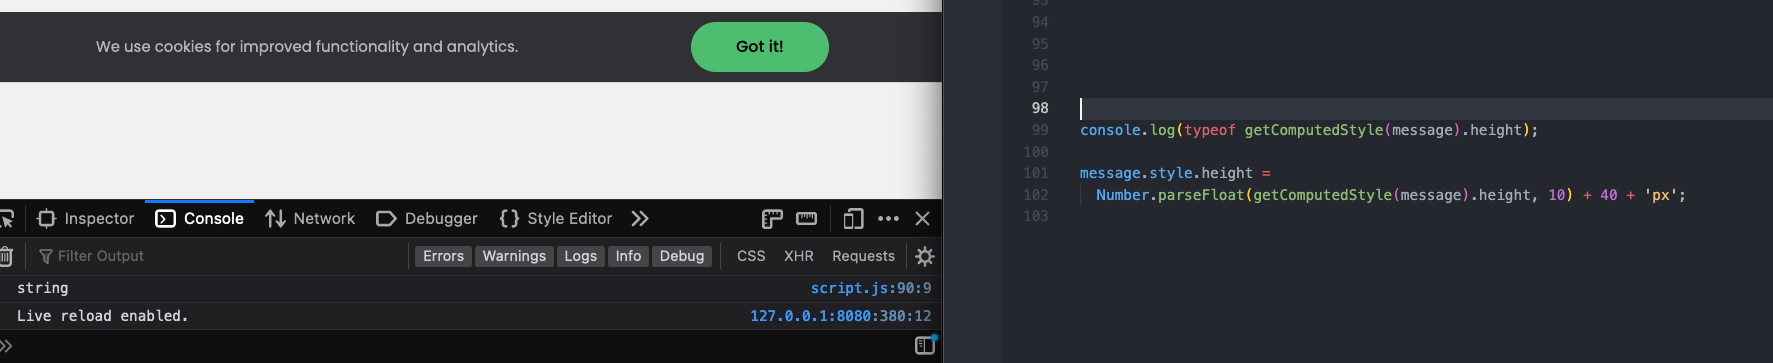 We use cookies for improved functionality and analytics.
Got it!
Inspector Console Network Debugger Style Editor
Filter Output
Errors Warnings Logs Info Debug CSS XHR Requests
string script.js:90:9
Live reload enabled. 127.0.0.1:8080:380:12
93
94
95
96
97
98
99 console.log(typeof getComputedStyle(message).height);
100
101 message.style.height =
102 Number.parseFloat(getComputedStyle(message).height, 10) + 40 + 'px';
103